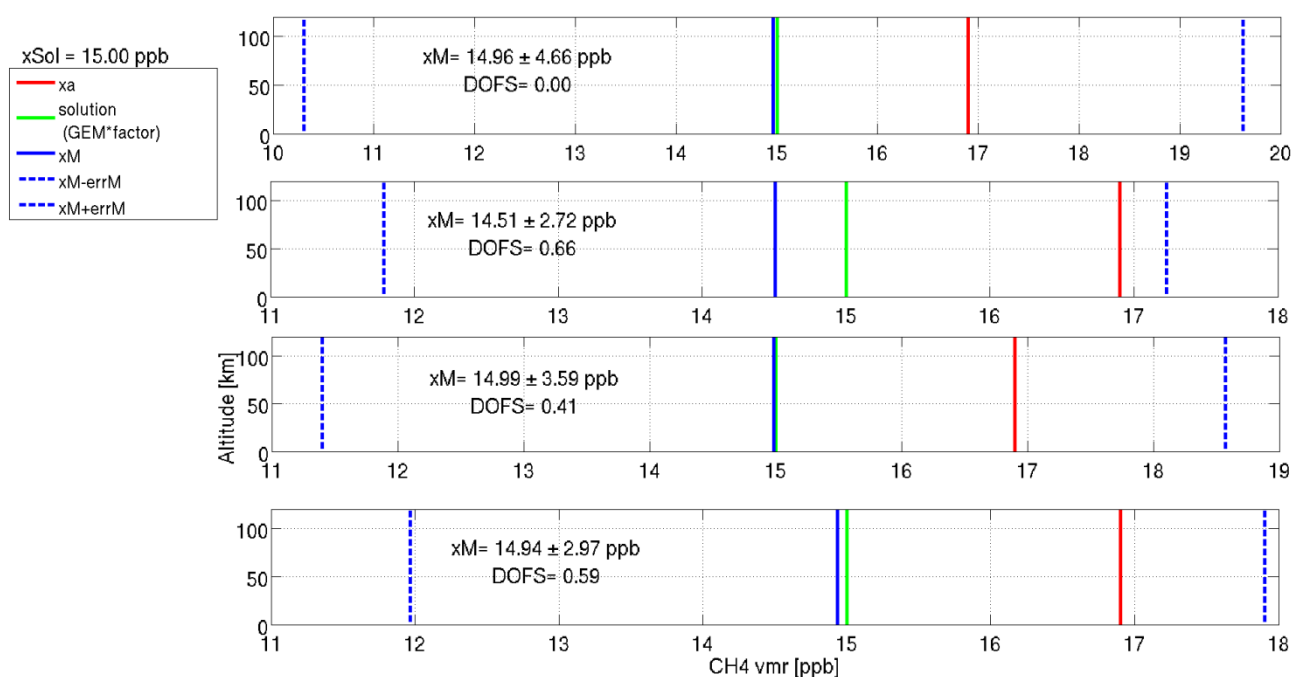 xSol = 15.00 ppb
xa
solution
(GEM*factor)
xM
xM-errM
xM+errM
100
50
0
xM= 14.96 ± 4.66 ppb
DOFS= 0.00
10 11 12 13 14 15 16 17 18 19 20
100
50
0
xM= 14.51 ± 2.72 ppb
DOFS= 0.66
11 12 13 14 15 16 17 18
Altitude [km]
100
50
0
xM= 14.99 ± 3.59 ppb
DOFS= 0.41
11 12 13 14 15 16 17 18 19
100
50
0
xM= 14.94 ± 2.97 ppb
DOFS= 0.59
11 12 13 14 15 16 17 18
CH4 vmr [ppb]